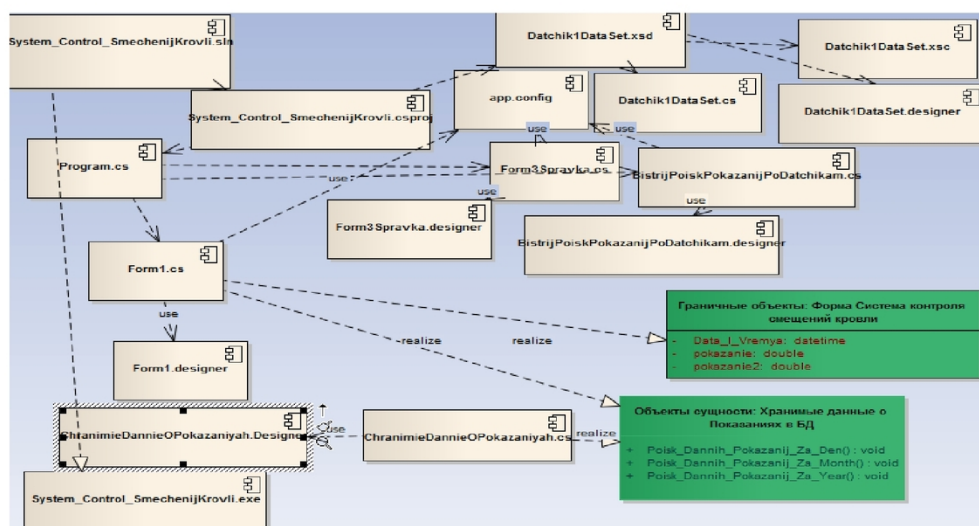 System_Control_SmechenijKrovli.sln
Datchik1DataSet.xsd
Datchik1DataSet.xsc
app.config
Datchik1DataSet.cs
Datchik1DataSet.designer
System_Control_SmechenijKrovli.csproj
use
use
Program.cs
Form3Spravka.cs
BistrijPoiskPokazanijPoDatchikam.cs
use
use
use
Form3Spravka.designer
BistrijPoiskPokazanijPoDatchikam.designer
Form1.cs
use
Граничные объекты: Форма Система контроля
смещений кровли
- Data_I_Vremya: datetime
- pokazanie: double
- pokazanie2: double
realize
realize
Form1.designer
Объекты сущности: Хранимые данные о
Показаниях в БД
+ Poisk_Dannih_Pokazanij_Za_Den() : void
+ Poisk_Dannih_Pokazanij_Za_Month() : void
+ Poisk_Dannih_Pokazanij_Za_Year() : void
ChranimieDannieOPokazaniyah.Designer
use
ChranimieDannieOPokazaniyah.cs
realize
System_Control_SmechenijKrovli.exe